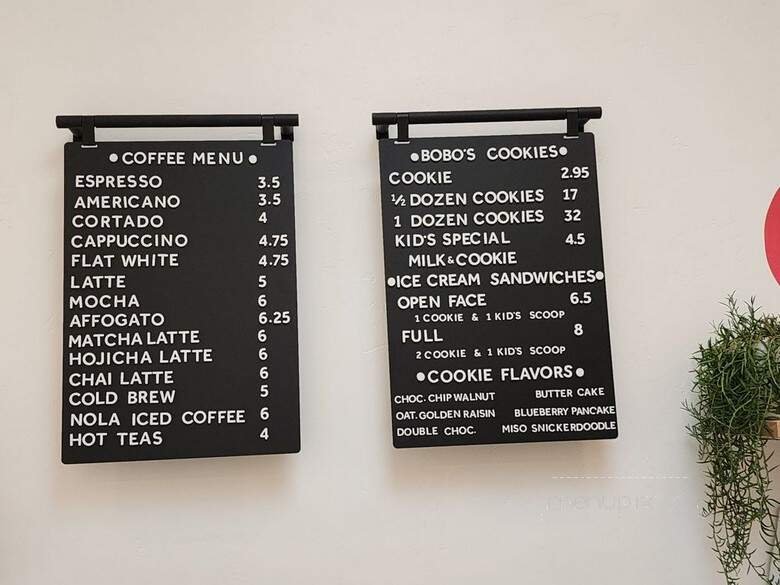 •COFFEE MENU•
ESPRESSO 3.5
AMERICANO 3.5
CORTADO 4
CAPPUCCINO 4.75
FLAT WHITE 4.75
LATTE 5
MOCHA 6
AFFOGATO 6.25
MATCHA LATTE 6
HOJICHA LATTE 6
CHAI LATTE 6
COLD BREW 5
NOLA ICED COFFEE 6
HOT TEAS 4
•BOBO'S COOKIES•
COOKIE 2.95
½ DOZEN COOKIES 17
1 DOZEN COOKIES 32
KID'S SPECIAL 4.5
MILK & COOKIE
•ICE CREAM SANDWICHES•
OPEN FACE 6.5
1 COOKIE & 1 KID'S SCOOP
FULL 8
2 COOKIE & 1 KID'S SCOOP
•COOKIE FLAVORS•
CHOC. CHIP WALNUT BUTTER CAKE
OAT. GOLDEN RAISIN BLUEBERRY PANCAKE
DOUBLE CHOC. MISO SNICKERDOODLE
menupix